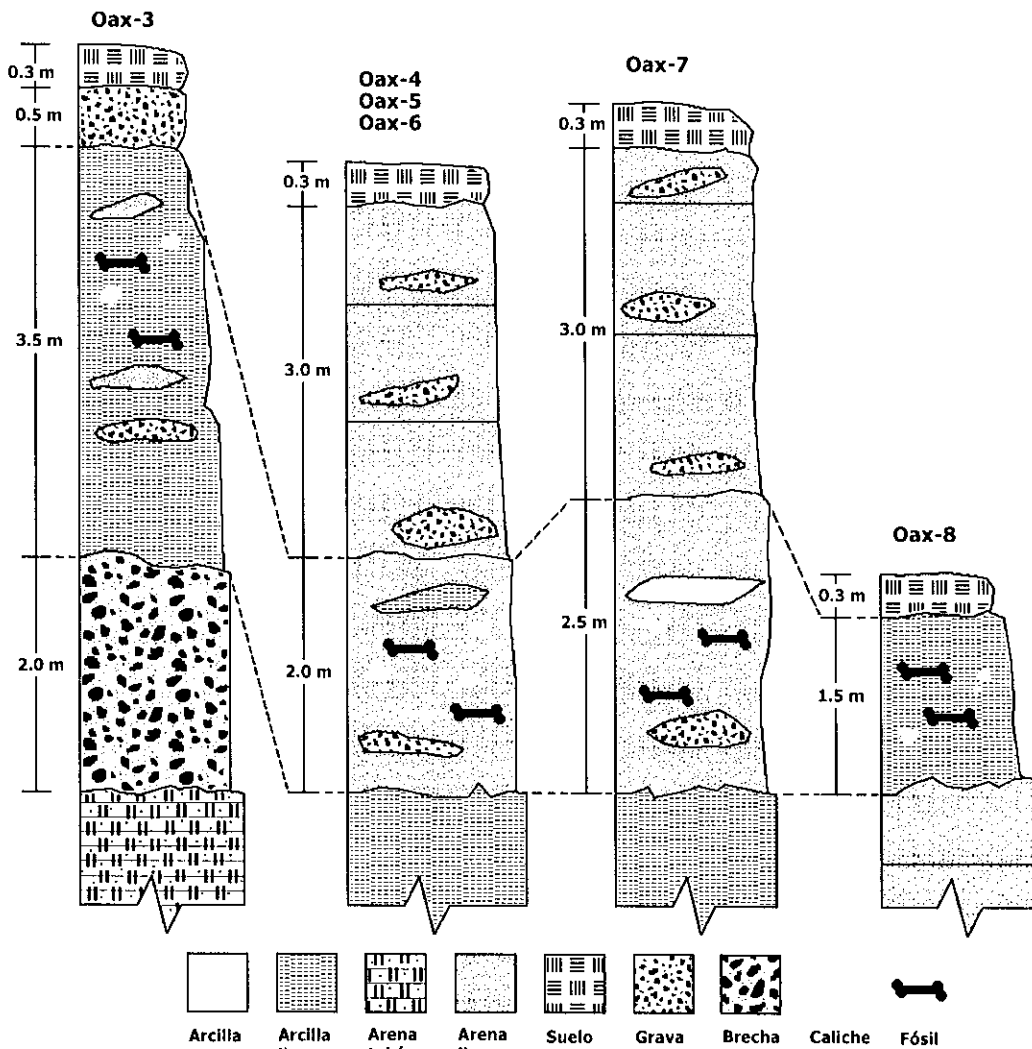 Oax-3
0.3 m
0.5 m
3.5 m
2.0 m
Oax-4
Oax-5
Oax-6
0.3 m
3.0 m
2.0 m
Oax-7
0.3 m
3.0 m
2.5 m
Oax-8
0.3 m
1.5 m
Arcilla
Arcilla
Arena
Arena
Suelo
Grava
Brecha
Caliche
Fósil